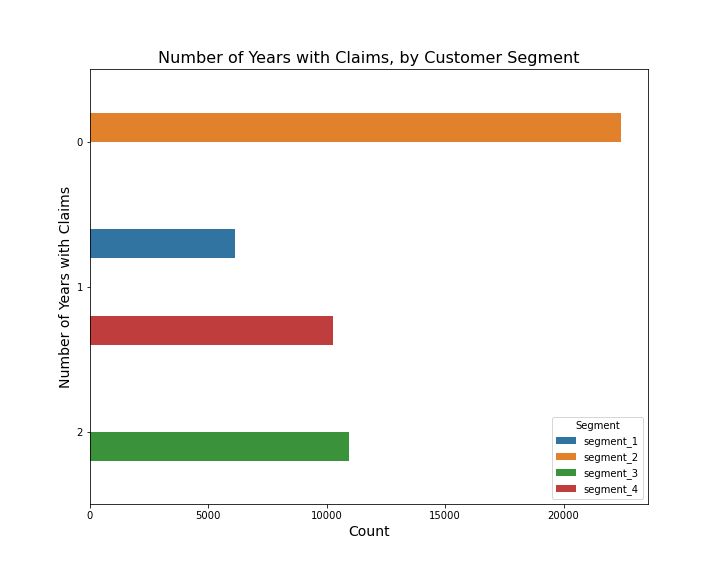 Number of Years with Claims, by Customer Segment
Number of Years with Claims
0
1
2
Segment
segment_1
segment_2
segment_3
segment_4
0 5000 10000 15000 20000
Count